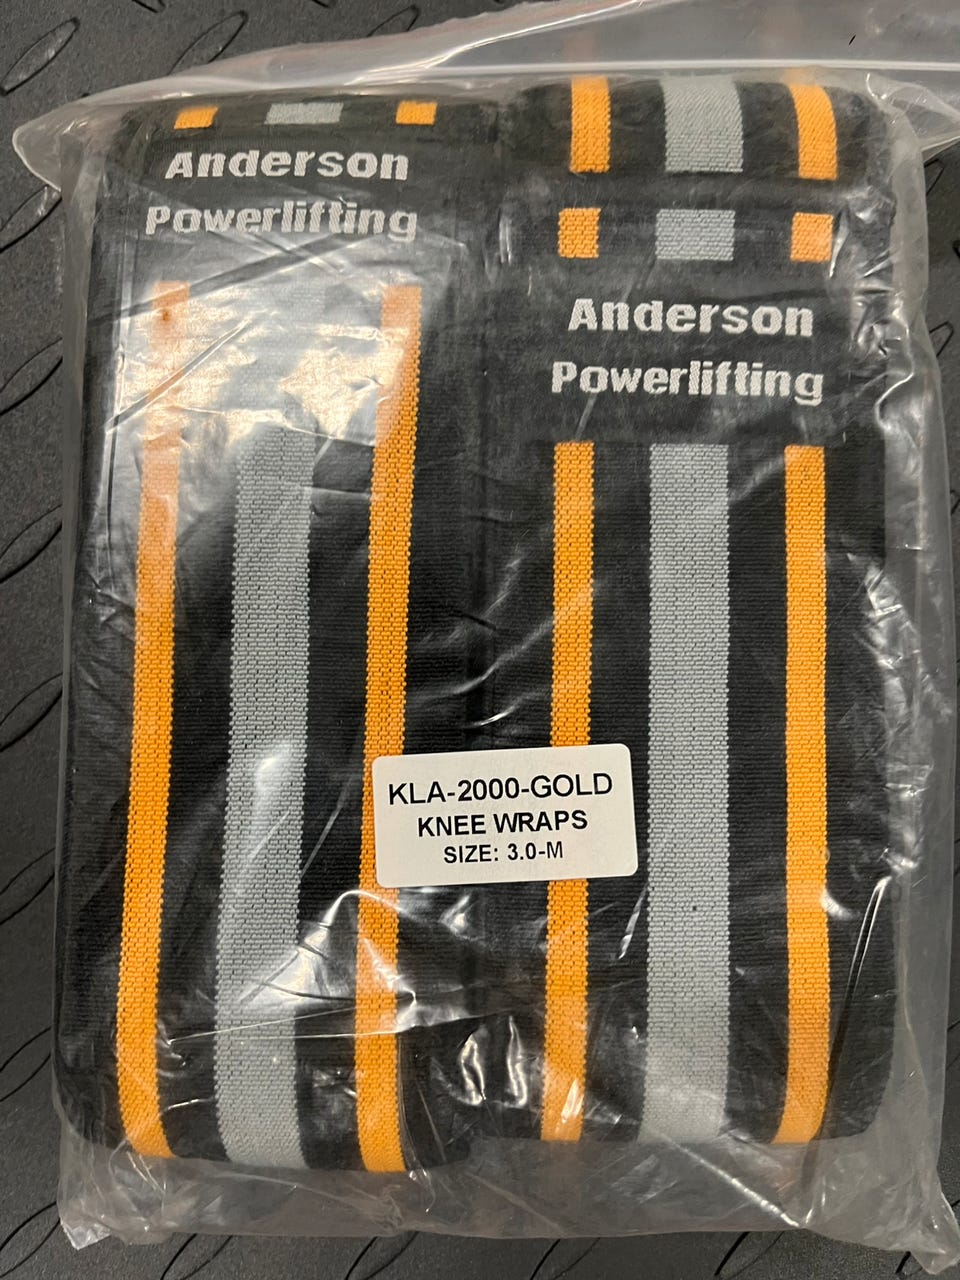 Anderson
Powerlifting
Anderson
Powerlifting
KLA-2000-GOLD
KNEE WRAPS
SIZE: 3.0-M